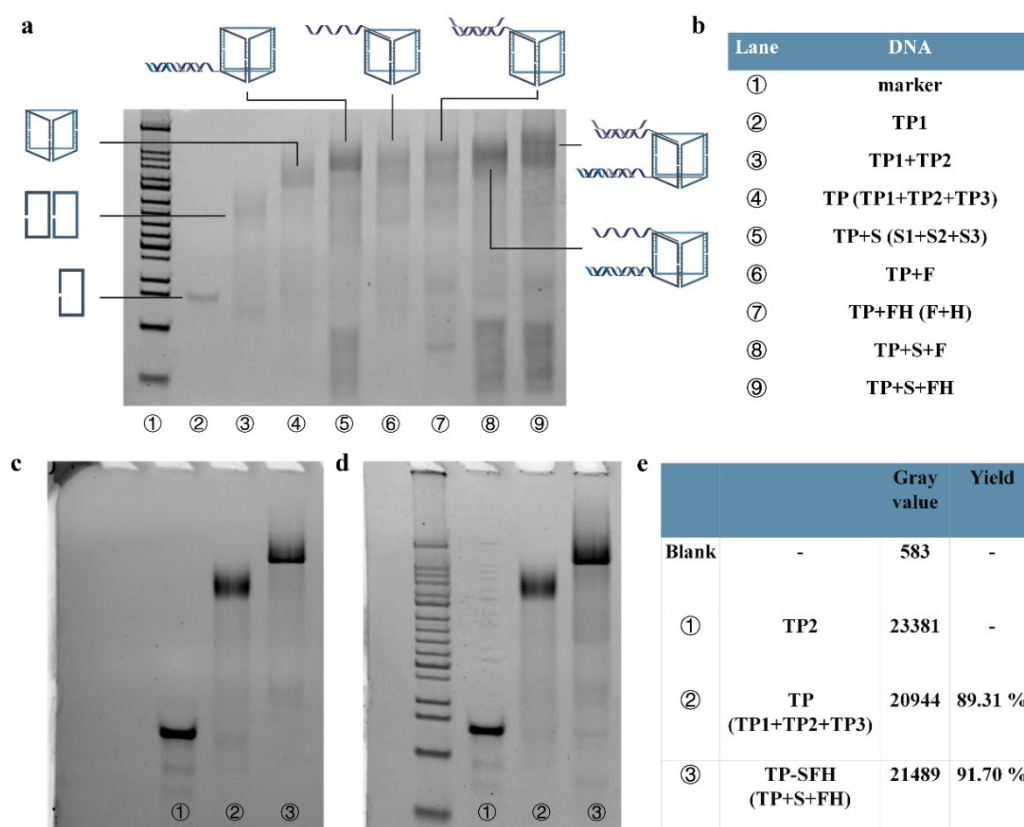 a
① ② ③ ④ ⑤ ⑥ ⑦ ⑧ ⑨
b
Lane DNA
① marker
② TP1
③ TP1+TP2
④ TP (TP1+TP2+TP3)
⑤ TP+S (S1+S2+S3)
⑥ TP+F
⑦ TP+FH (F+H)
⑧ TP+S+F
⑨ TP+S+FH
c
① ② ③
d
① ② ③
e
Gray Yield
value
Blank - 583 -
① TP2 23381 -
② TP 20944 89.31 %
(TP1+TP2+TP3)
③ TP-SFH 21489 91.70 %
(TP+S+FH)